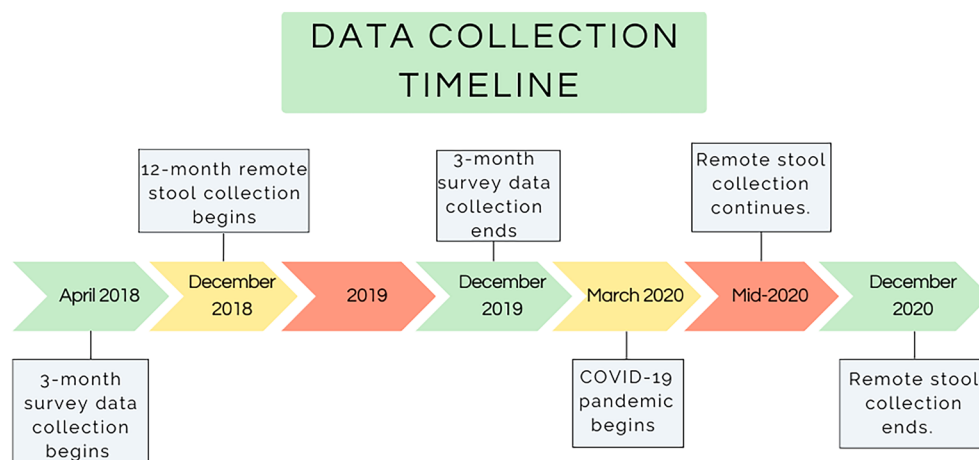 DATA COLLECTION
TIMELINE
12-month remote
stool collection
begins
3-month
survey data
collection
ends
Remote stool
collection
continues.
April 2018
December
2018
2019
December
2019
March 2020
Mid-2020
December
2020
3-month
survey data
collection
begins
COVID-19
pandemic
begins
Remote stool
collection
ends.